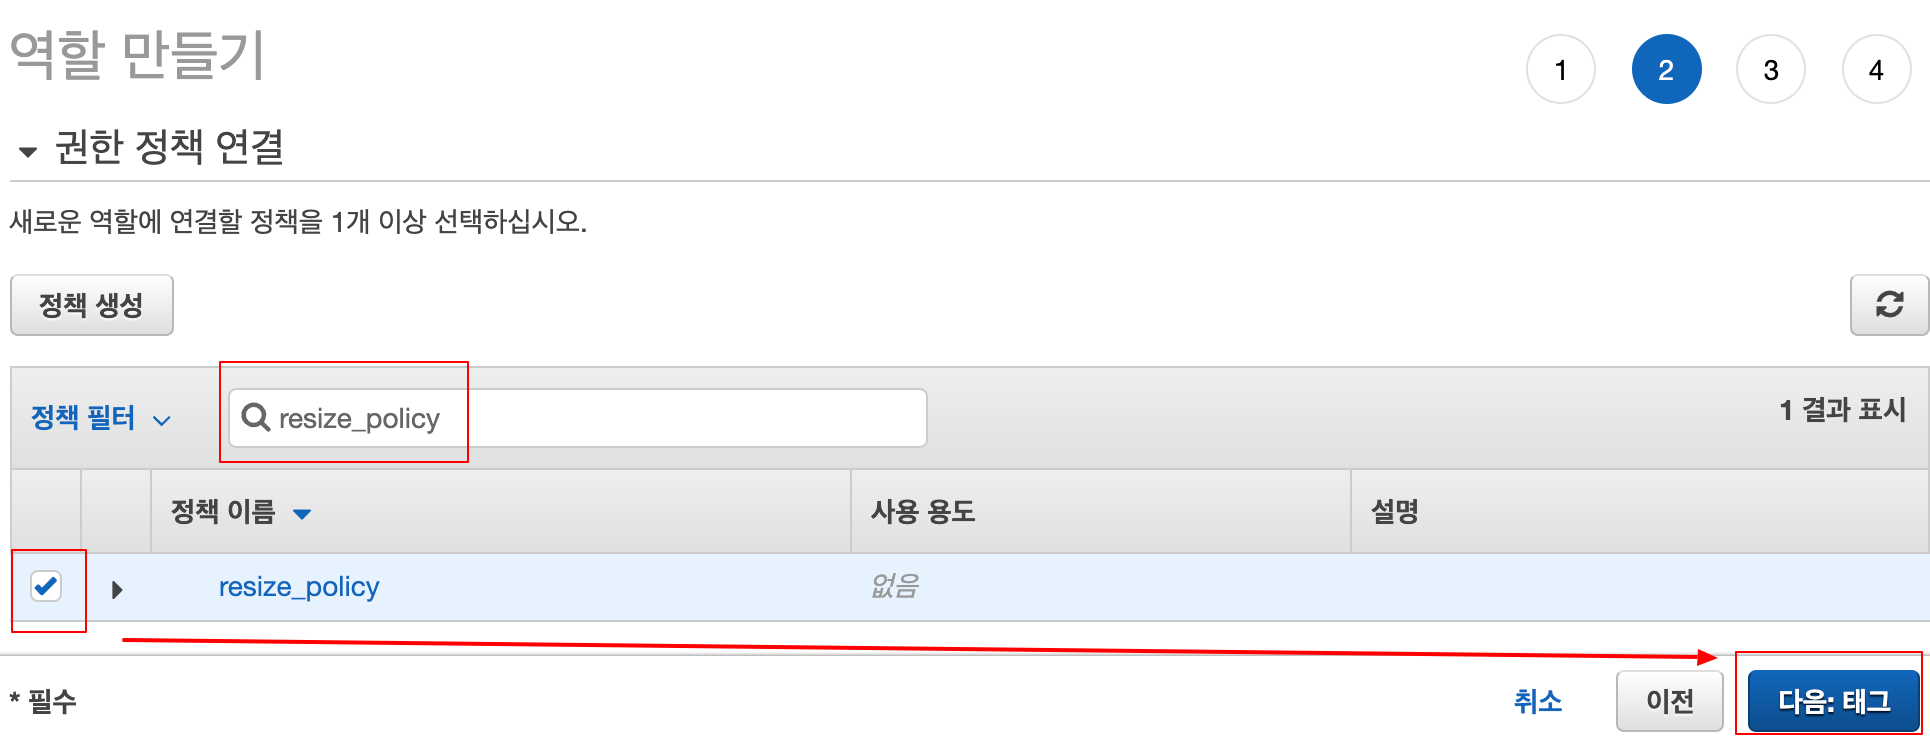 역할 만들기
1 2 3 4
권한 정책 연결
새로운 역할에 연결할 정책을 1개 이상 선택하십시오.
정책 생성
정책 필터 resize_policy 1 결과 표시
정책 이름 사용 용도 설명
resize_policy 없음
* 필수 취소 이전 다음: 태그